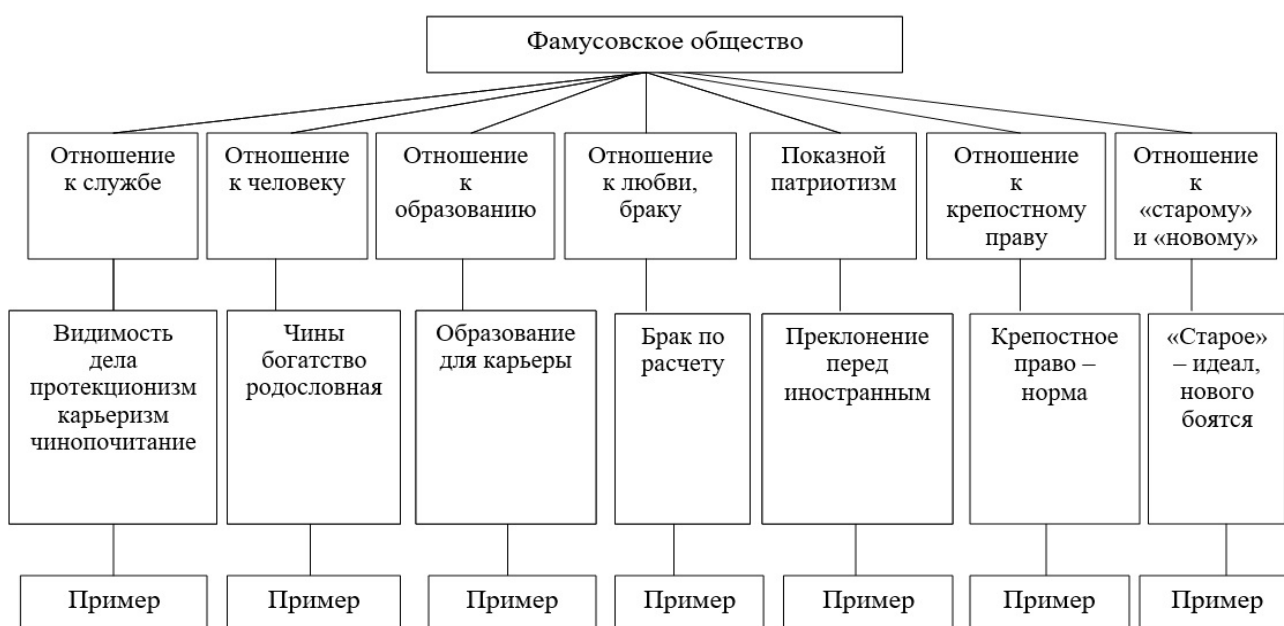 Фамусовское общество
Отношение
к службе
Отношение
к человеку
Отношение
к
образованию
Отношение
к любви,
браку
Показной
патриотизм
Отношение
к
крепостному
праву
Отношение
к
«старому»
и «новому»
Видимость
дела
протекционизм
карьеризм
чинопочитание
Чины
богатство
родословная
Образование
для карьеры
Брак по
расчету
Преклонение
перед
иностранным
Крепостное
право –
норма
«Старое»
– идеал,
нового
боятся
Пример
Пример
Пример
Пример
Пример
Пример
Пример